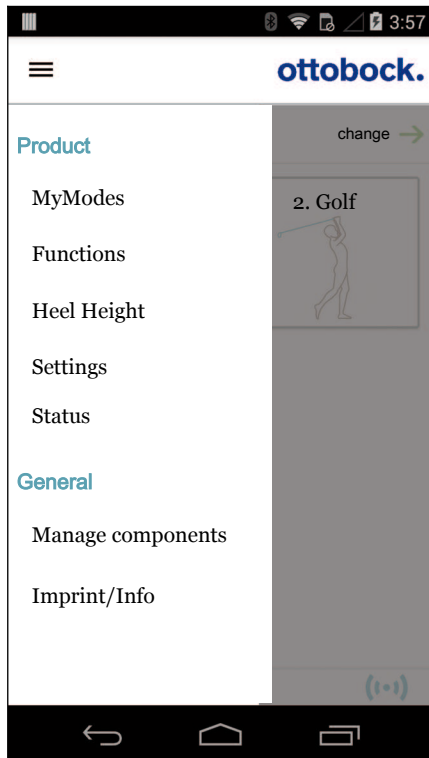 3:57
ottobock.
Product
change
MyModes
2. Golf
Functions
Heel Height
Settings
Status
General
Manage components
Imprint/Info